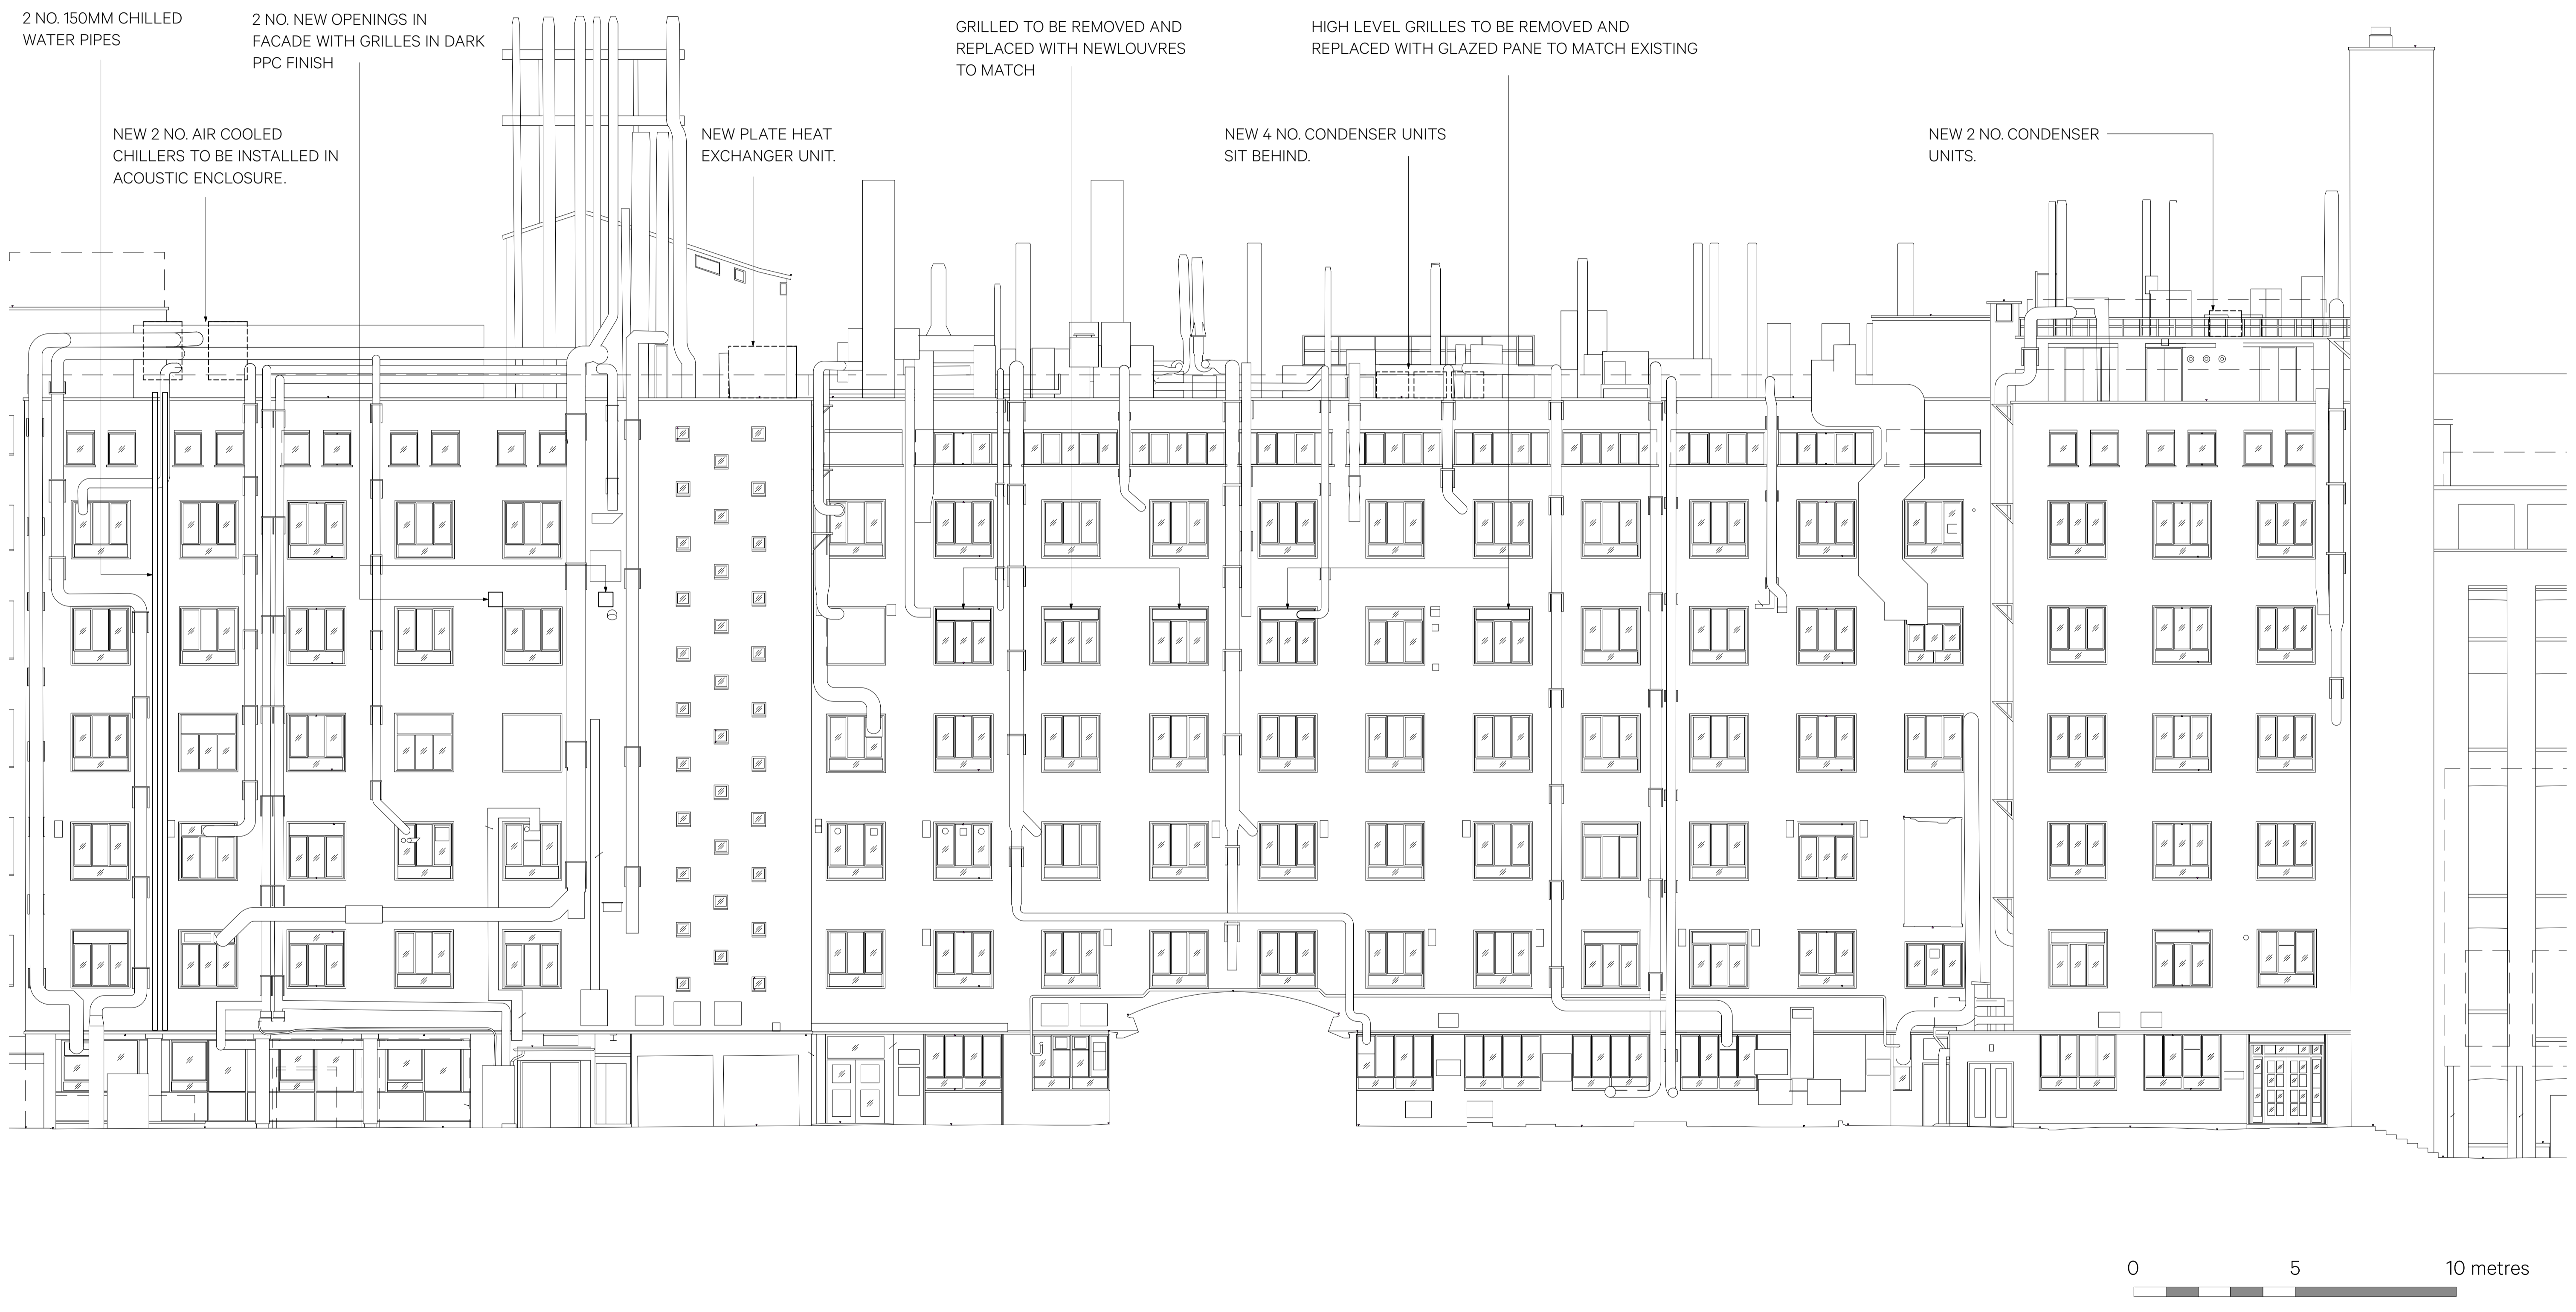 2 NO. 150MM CHILLED
WATER PIPES
2 NO. NEW OPENINGS IN
FACADE WITH GRILLES IN DARK
PPC FINISH
GRILLED TO BE REMOVED AND
REPLACED WITH NEWLOUVRES
TO MATCH
HIGH LEVEL GRILLES TO BE REMOVED AND
REPLACED WITH GLAZED PANE TO MATCH EXISTING
NEW 2 NO. AIR COOLED
CHILLERS TO BE INSTALLED IN
ACOUSTIC ENCLOSURE.
NEW PLATE HEAT
EXCHANGER UNIT.
NEW 4 NO. CONDENSER UNITS
SIT BEHIND.
NEW 2 NO. CONDENSER
UNITS.
0 5 10 metres